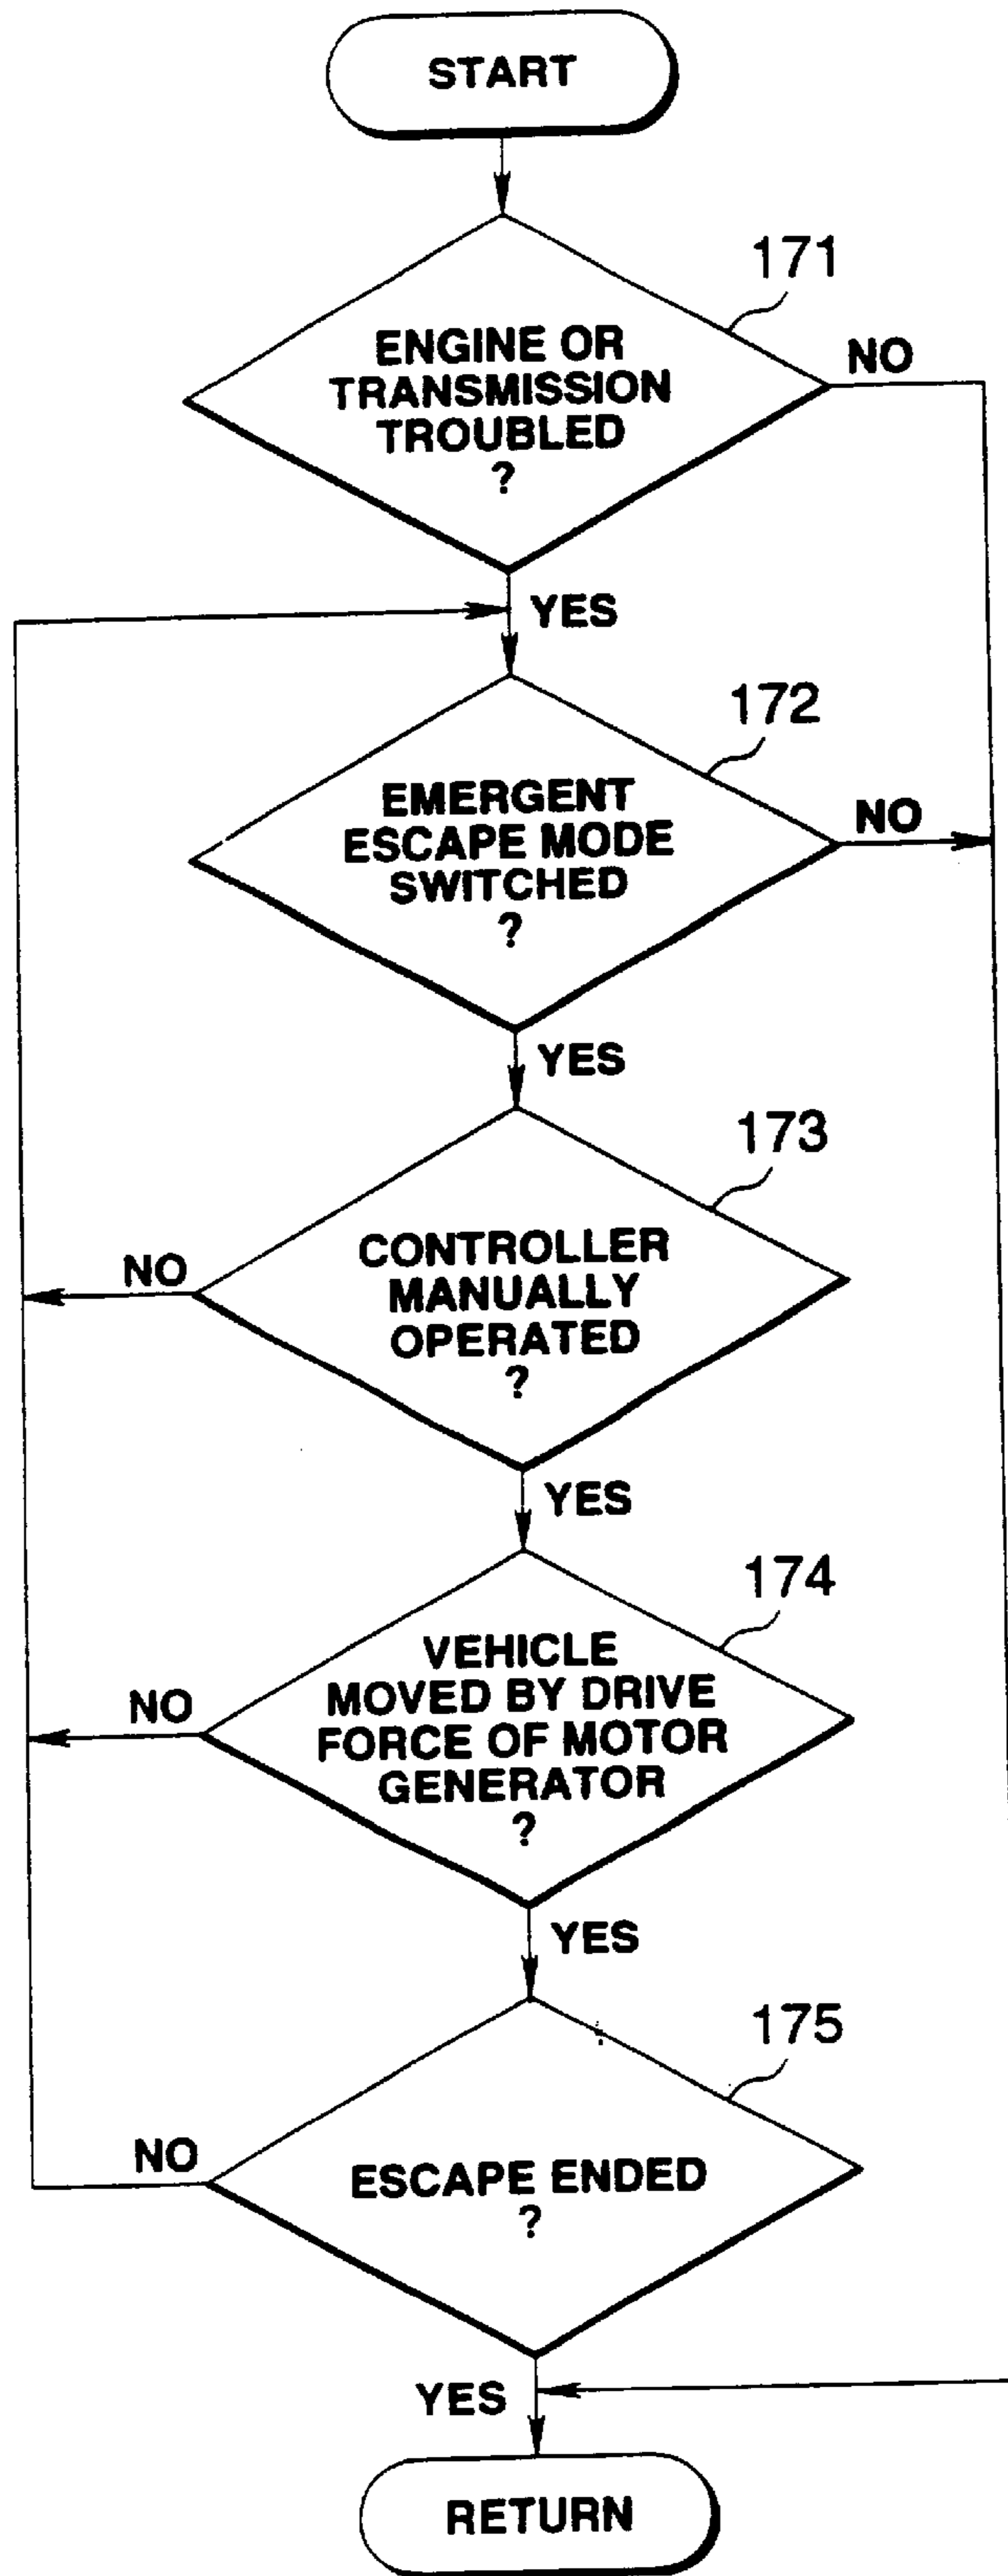 START
171
ENGINE OR
TRANSMISSION
TROUBLED
?
NO
YES
172
EMERGENT
ESCAPE MODE
SWITCHED
?
NO
YES
173
CONTROLLER
MANUALLY
OPERATED
?
NO
YES
174
VEHICLE
MOVED BY DRIVE
FORCE OF MOTOR
GENERATOR
?
NO
YES
175
ESCAPE ENDED
?
NO
YES
RETURN